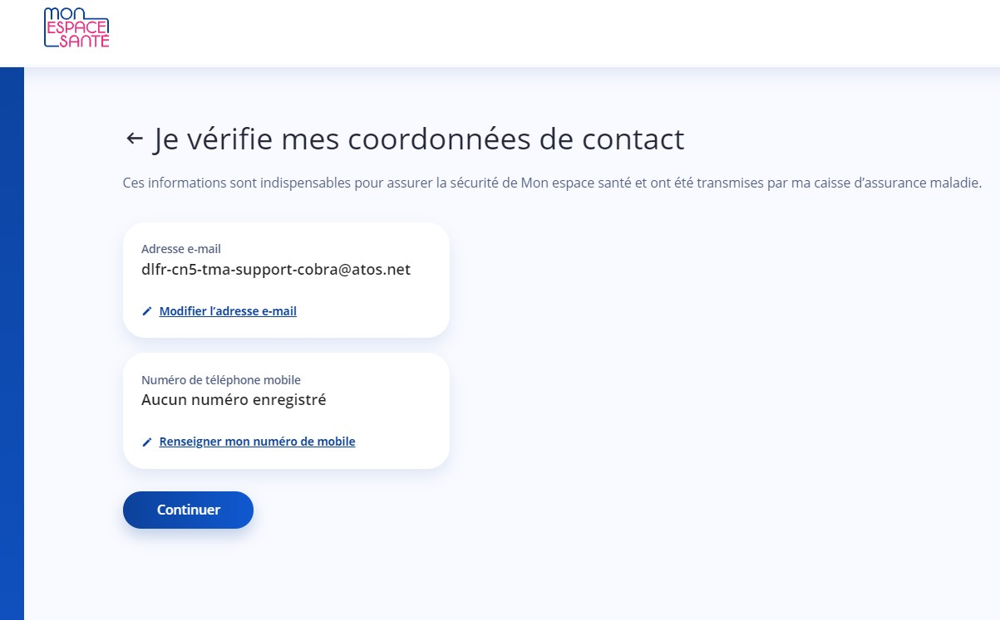 mon
ESPACE
SANTÉ
Je vérifie mes coordonnées de contact
Ces informations sont indispensables pour assurer la sécurité de Mon espace santé et ont été transmises par ma caisse d’assurance maladie.
Adresse e-mail
dlfr-cn5-tma-support-cobra@atos.net
Modifier l’adresse e-mail
Numéro de téléphone mobile
Aucun numéro enregistré
Renseigner mon numéro de mobile
Continuer